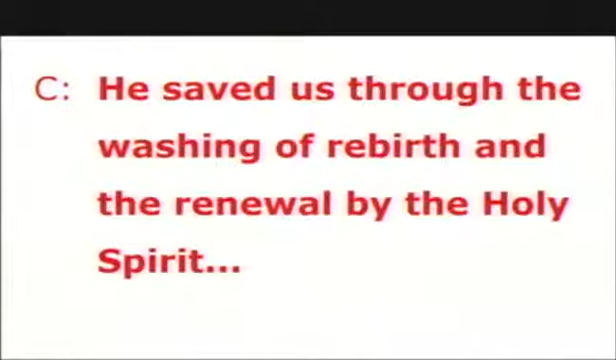 C: He saved us through the
washing of rebirth and
the renewal by the Holy
Spirit...